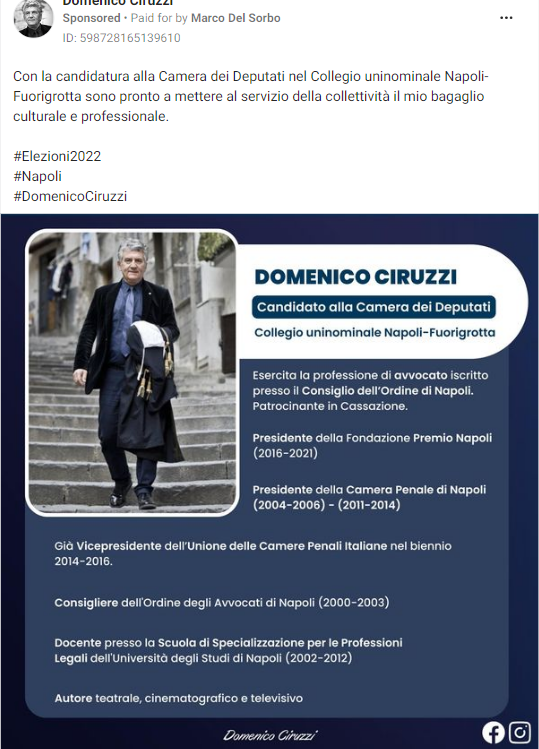 Domenico Ciruzzi
Sponsored • Paid for by Marco Del Sorbo
ID: 598728165139610
Con la candidatura alla Camera dei Deputati nel Collegio uninominale Napoli-
Fuorigrotta sono pronto a mettere al servizio della collettività il mio bagaglio
culturale e professionale.
#Elezioni2022
#Napoli
#DomenicoCiruzzi
DOMENICO CIRUZZI
Candidato alla Camera dei Deputati
Collegio uninominale Napoli-Fuorigrotta
Esercita la professione di avvocato iscritto
presso il Consiglio dell'Ordine di Napoli.
Patrocinante in Cassazione.
Presidente della Fondazione Premio Napoli
(2016-2021)
Presidente della Camera Penale di Napoli
(2004-2006) - (2011-2014)
Già Vicepresidente dell'Unione delle Camere Penali Italiane nel biennio
2014-2016.
Consigliere dell'Ordine degli Avvocati di Napoli (2000-2003)
Docente presso la Scuola di Specializzazione per le Professioni
Legali dell'Università degli Studi di Napoli (2002-2012)
Autore teatrale, cinematografico e televisivo
Domenico Ciruzzi